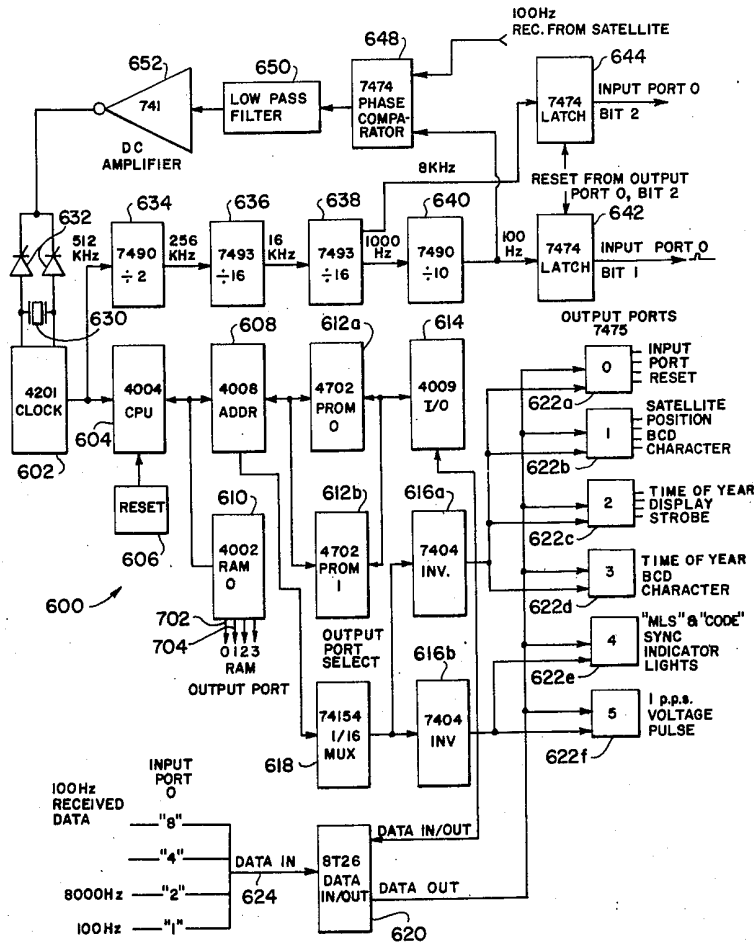 100Hz
REC. FROM SATELLITE
652
650
648
644
741
LOW PASS
FILTER
7474
PHASE
COMPA-
RATOR
7474
LATCH
INPUT PORT 0
BIT 2
DC
AMPLIFIER
8KHz
RESET FROM OUTPUT
PORT 0, BIT 2
632
634
636
638
640
642
512
KHz
7490
÷2
256
KHz
7493
÷16
16
KHz
7493
÷16
1000
Hz
7490
÷10
100
Hz
7474
LATCH
INPUT PORT 0
BIT 1
630
608
612a
614
OUTPUT PORTS
7475
4201
CLOCK
4004
CPU
4008
ADDR
4702
PROM
0
4009
I/O
0
INPUT
PORT
RESET
622a
602
604
610
612b
616a
1
SATELLITE
POSITION
BCD
CHARACTER
622b
RESET
606
4002
RAM
0
4702
PROM
1
7404
INV.
2
TIME OF YEAR
DISPLAY
STROBE
622c
600
702
704
0123
RAM
OUTPUT PORT
OUTPUT
PORT
SELECT
616b
3
TIME OF YEAR
BCD
CHARACTER
622d
4
"MLS" & "CODE"
SYNC
INDICATOR
LIGHTS
622e
74154
1/16
MUX
618
7404
INV
5
1 p.p.s.
VOLTAGE
PULSE
622f
100Hz
RECEIVED
DATA
INPUT
PORT
0
"8"
"4"
8000Hz
"2"
100Hz
"1"
DATA IN
624
8T26
DATA
IN/OUT
620
DATA IN/OUT
DATA OUT